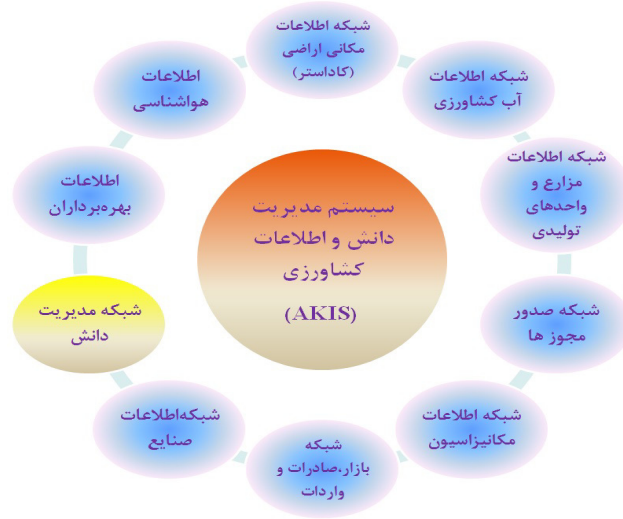 شبکه اطلاعات
مکانی اراضی
(کاداستر)
شبکه اطلاعات
آب کشاورزی
شبکه اطلاعات
مزارع و
واحدهای
تولیدی
شبکه صدور
مجوز ها
شبکه اطلاعات
مکانیزاسیون
شبکه
بازار،صادرات و
واردات
شبکه‌اطلاعات
صنایع
شبکه مدیریت
دانش
اطلاعات
بهره‌برداران
اطلاعات
هواشناسی
سیستم مدیریت
دانش و اطلاعات
کشاورزی
(AKIS)